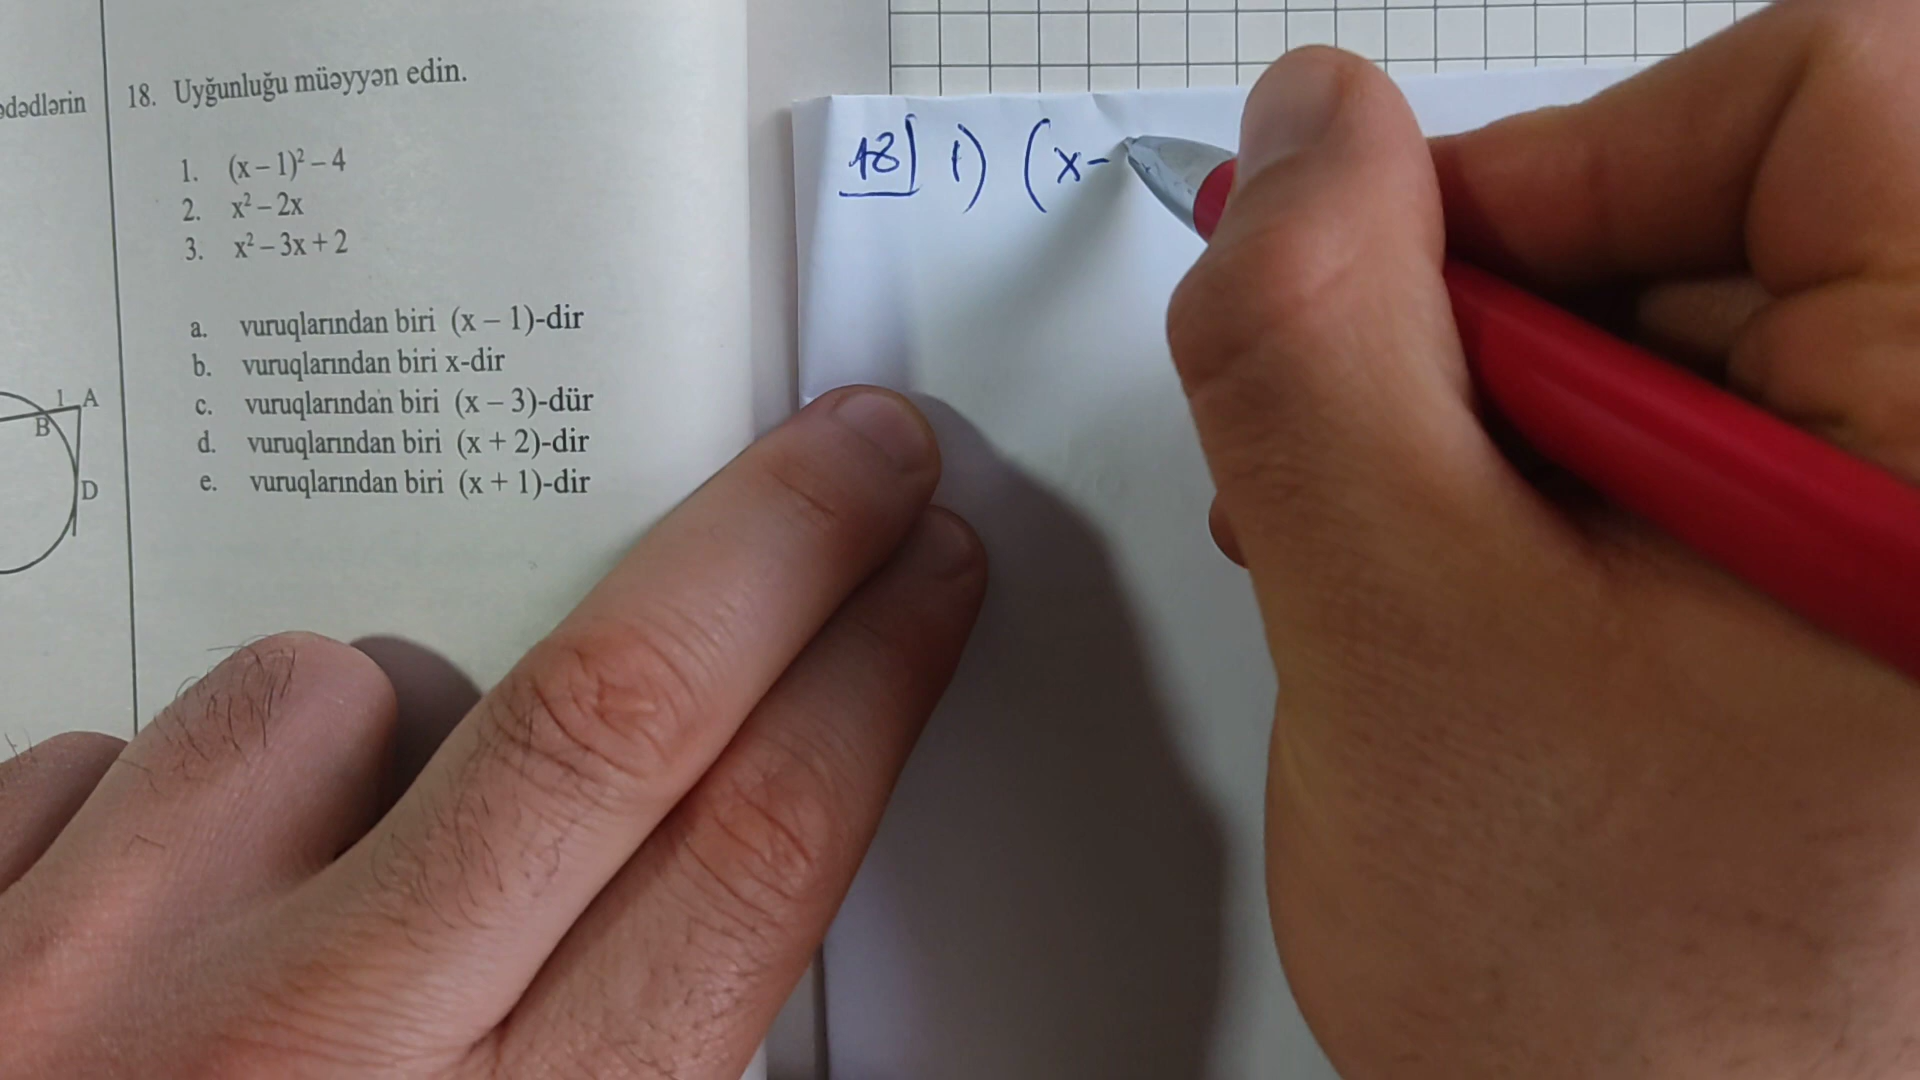 ədədlərin
18. Uyğunluğu müəyyən edin.
1. (x – 1)² – 4
2. x² – 2x
3. x² – 3x + 2
a. vuruqlarından biri (x – 1)-dir
b. vuruqlarından biri x-dir
c. vuruqlarından biri (x – 3)-dür
d. vuruqlarından biri (x + 2)-dir
e. vuruqlarından biri (x + 1)-dir
1 A
B
D
18] 1) (x-